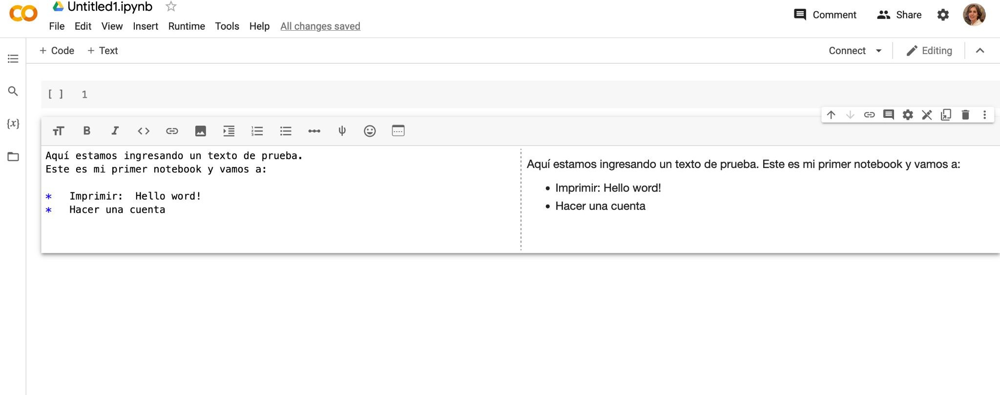 Untitled1.ipynb
File Edit View Insert Runtime Tools Help All changes saved
Comment Share
+ Code + Text
Connect Editing
[ ] 1
{x}
Aquí estamos ingresando un texto de prueba.
Este es mi primer notebook y vamos a:
* Imprimir: Hello word!
* Hacer una cuenta
Aquí estamos ingresando un texto de prueba. Este es mi primer notebook y vamos a:
• Imprimir: Hello word!
• Hacer una cuenta